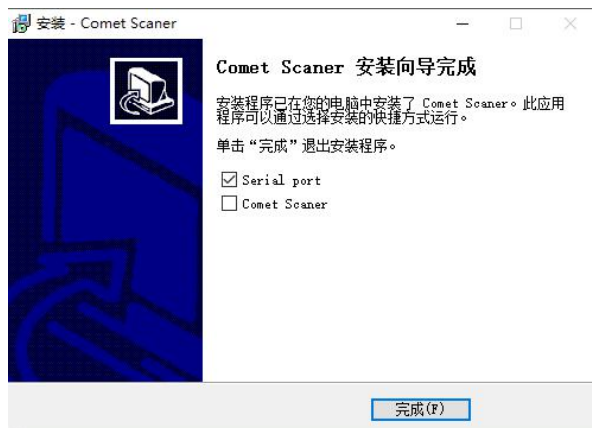 安装 - Comet Scaner
Comet Scaner 安装向导完成
安装程序已在您的电脑中安装了 Comet Scaner。此应用
程序可以通过选择安装的快捷方式运行。
单击“完成”退出安装程序。
Serial port
Comet Scaner
完成(F)